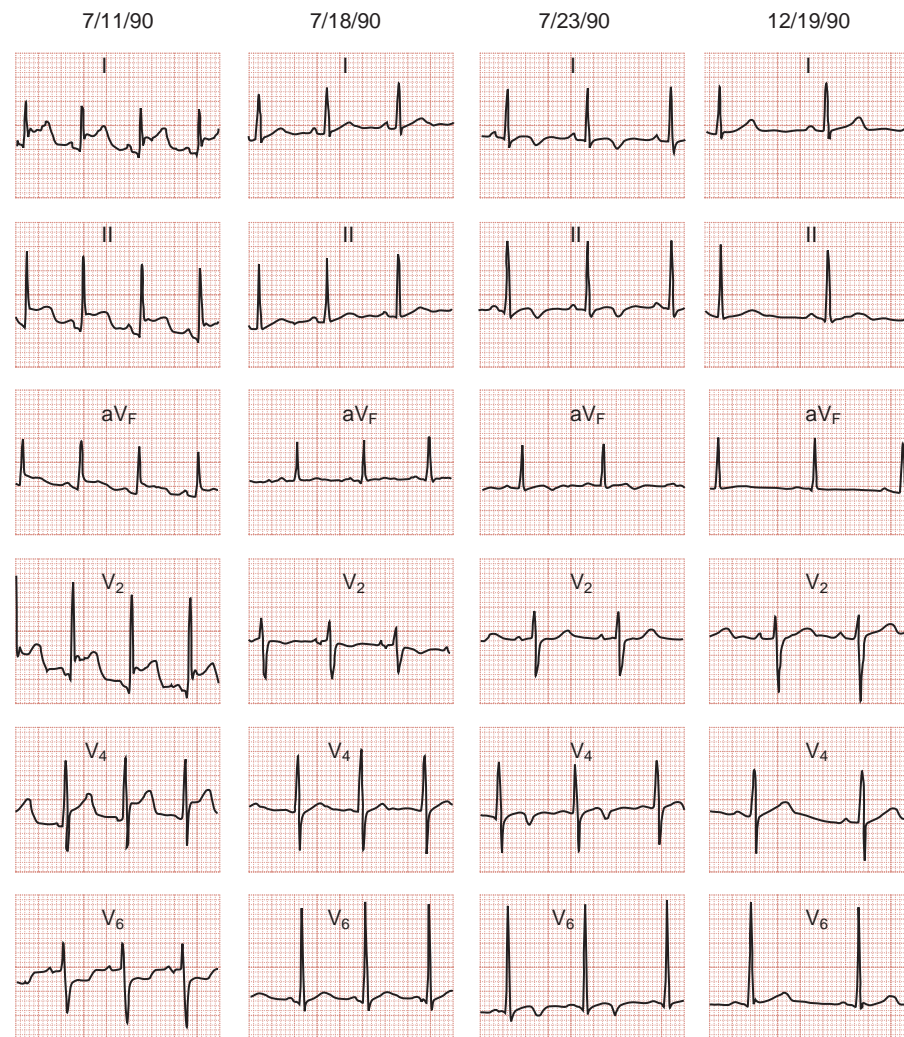 7/11/90 7/18/90 7/23/90 12/19/90
I I I I
II II II II
aVF aVF aVF aVF
V2 V2 V2 V2
V4 V4 V4 V4
V6 V6 V6 V6